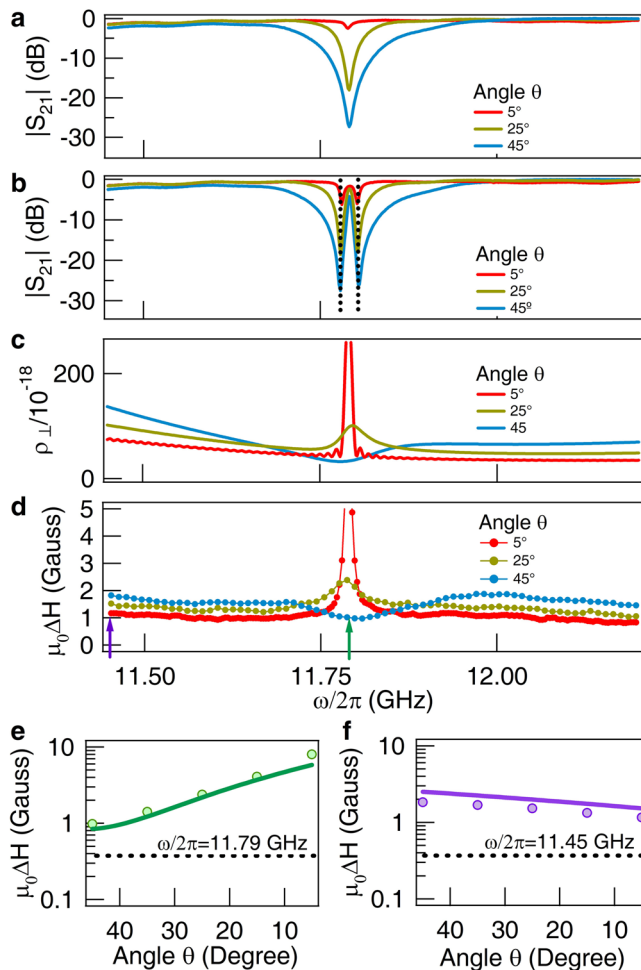 a
0
-10
-20
-30
|S21| (dB)
Angle θ
5°
25°
45°
b
0
-10
-20
-30
|S21| (dB)
Angle θ
5°
25°
45º
c
200
0
ρ⊥/10-18
Angle θ
5°
25°
45
d
5
4
3
2
1
0
μ0ΔH (Gauss)
Angle θ
5°
25°
45°
11.50 11.75 12.00
ω/2π (GHz)
e
10
1
0.1
μ0ΔH (Gauss)
ω/2π=11.79 GHz
40 30 20 10
Angle θ (Degree)
f
10
1
0.1
μ0ΔH (Gauss)
ω/2π=11.45 GHz
40 30 20 10
Angle θ (Degree)